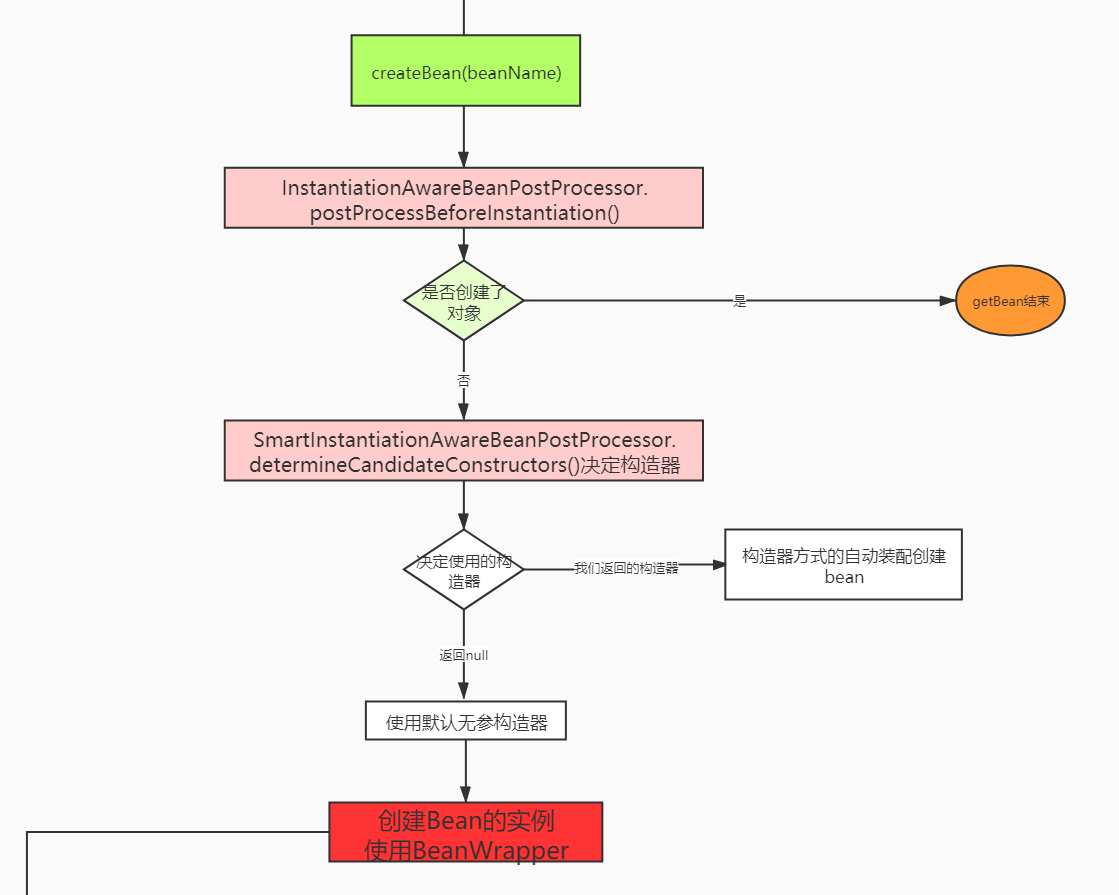 createBean(beanName)
InstantiationAwareBeanPostProcessor.
postProcessBeforeInstantiation()
是否创建了
对象
是
getBean结束
否
SmartInstantiationAwareBeanPostProcessor.
determineCandidateConstructors()决定构造器
决定使用的构
造器
我们返回的构造器
构造器方式的自动装配创建
bean
返回null
使用默认无参构造器
创建Bean的实例
使用BeanWrapper